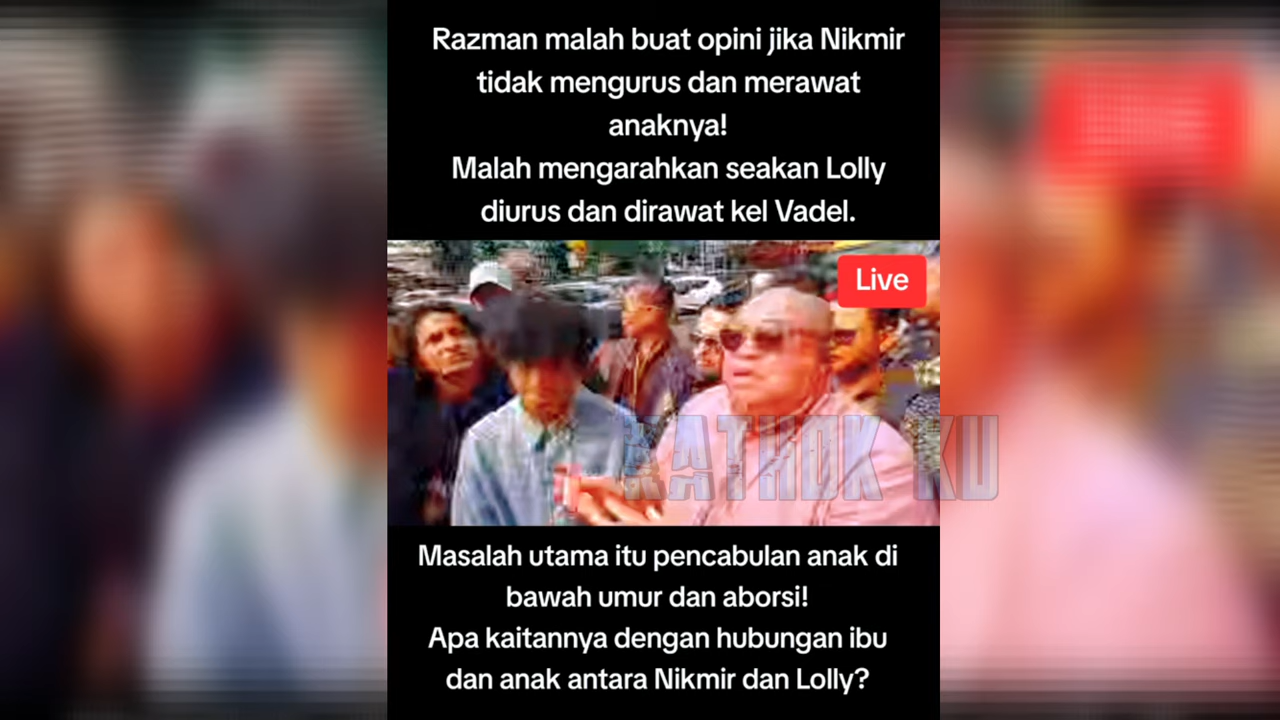 Razman malah buat opini jika Nikmir
tidak mengurus dan merawat
anaknya!
Malah mengarahkan seakan Lolly
diurus dan dirawat kel Vadel.
Live
KATHOK KU
Masalah utama itu pencabulan anak di
bawah umur dan aborsi!
Apa kaitannya dengan hubungan ibu
dan anak antara Nikmir dan Lolly?